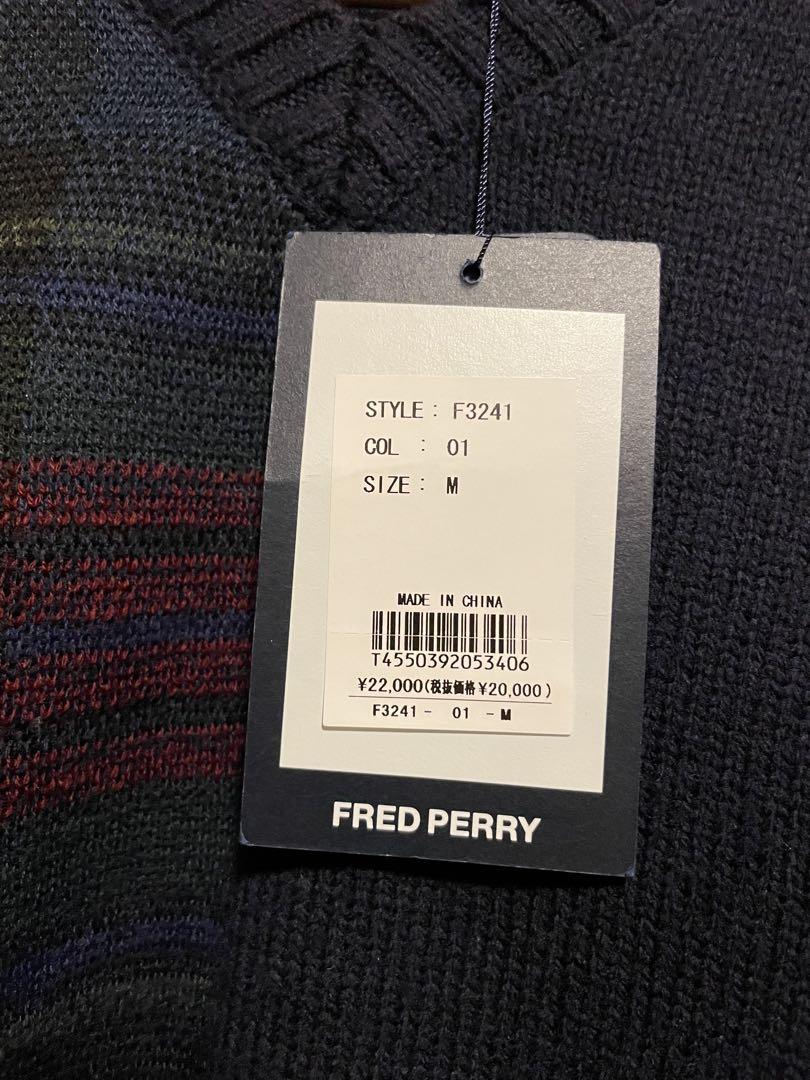 STYLE : F3241
COL : 01
SIZE : M
MADE IN CHINA
T4550392053406
¥22,000(税抜価格¥20,000)
F3241- 01 -M
FRED PERRY